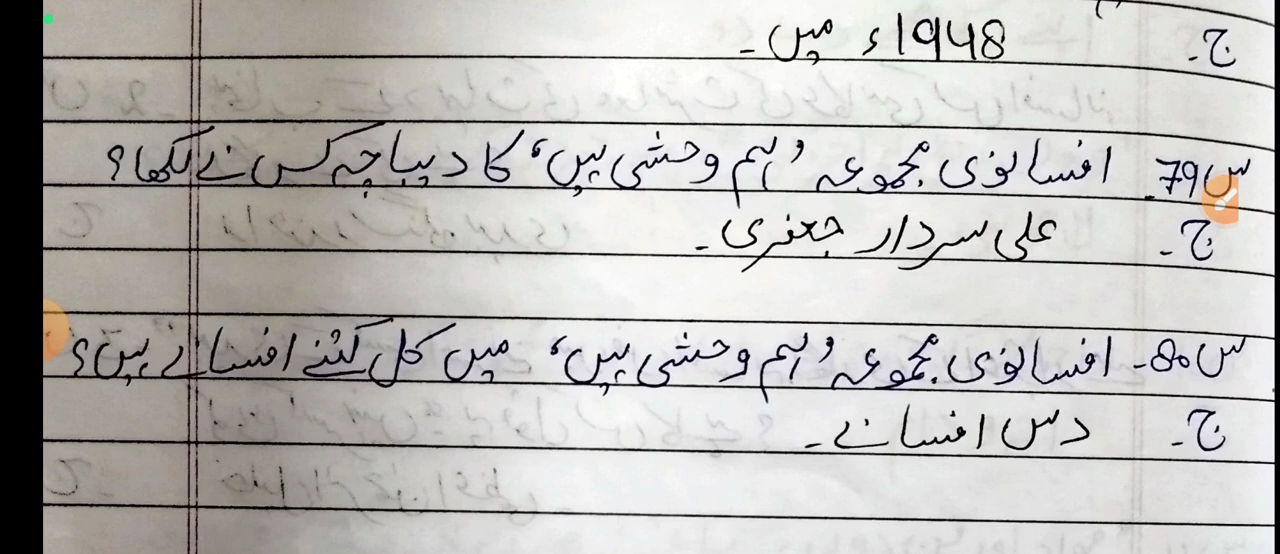 ج۔ 1948ء میں۔
س79۔ افسانوی مجموعہ ’ہم وحشی ہیں‘ کا دیباچہ کس نے لکھا؟
ج۔ علی سردار جعفری۔
س80۔ افسانوی مجموعہ ’ہم وحشی ہیں‘ میں کل کتنے افسانے ہیں؟
ج۔ دس افسانے۔